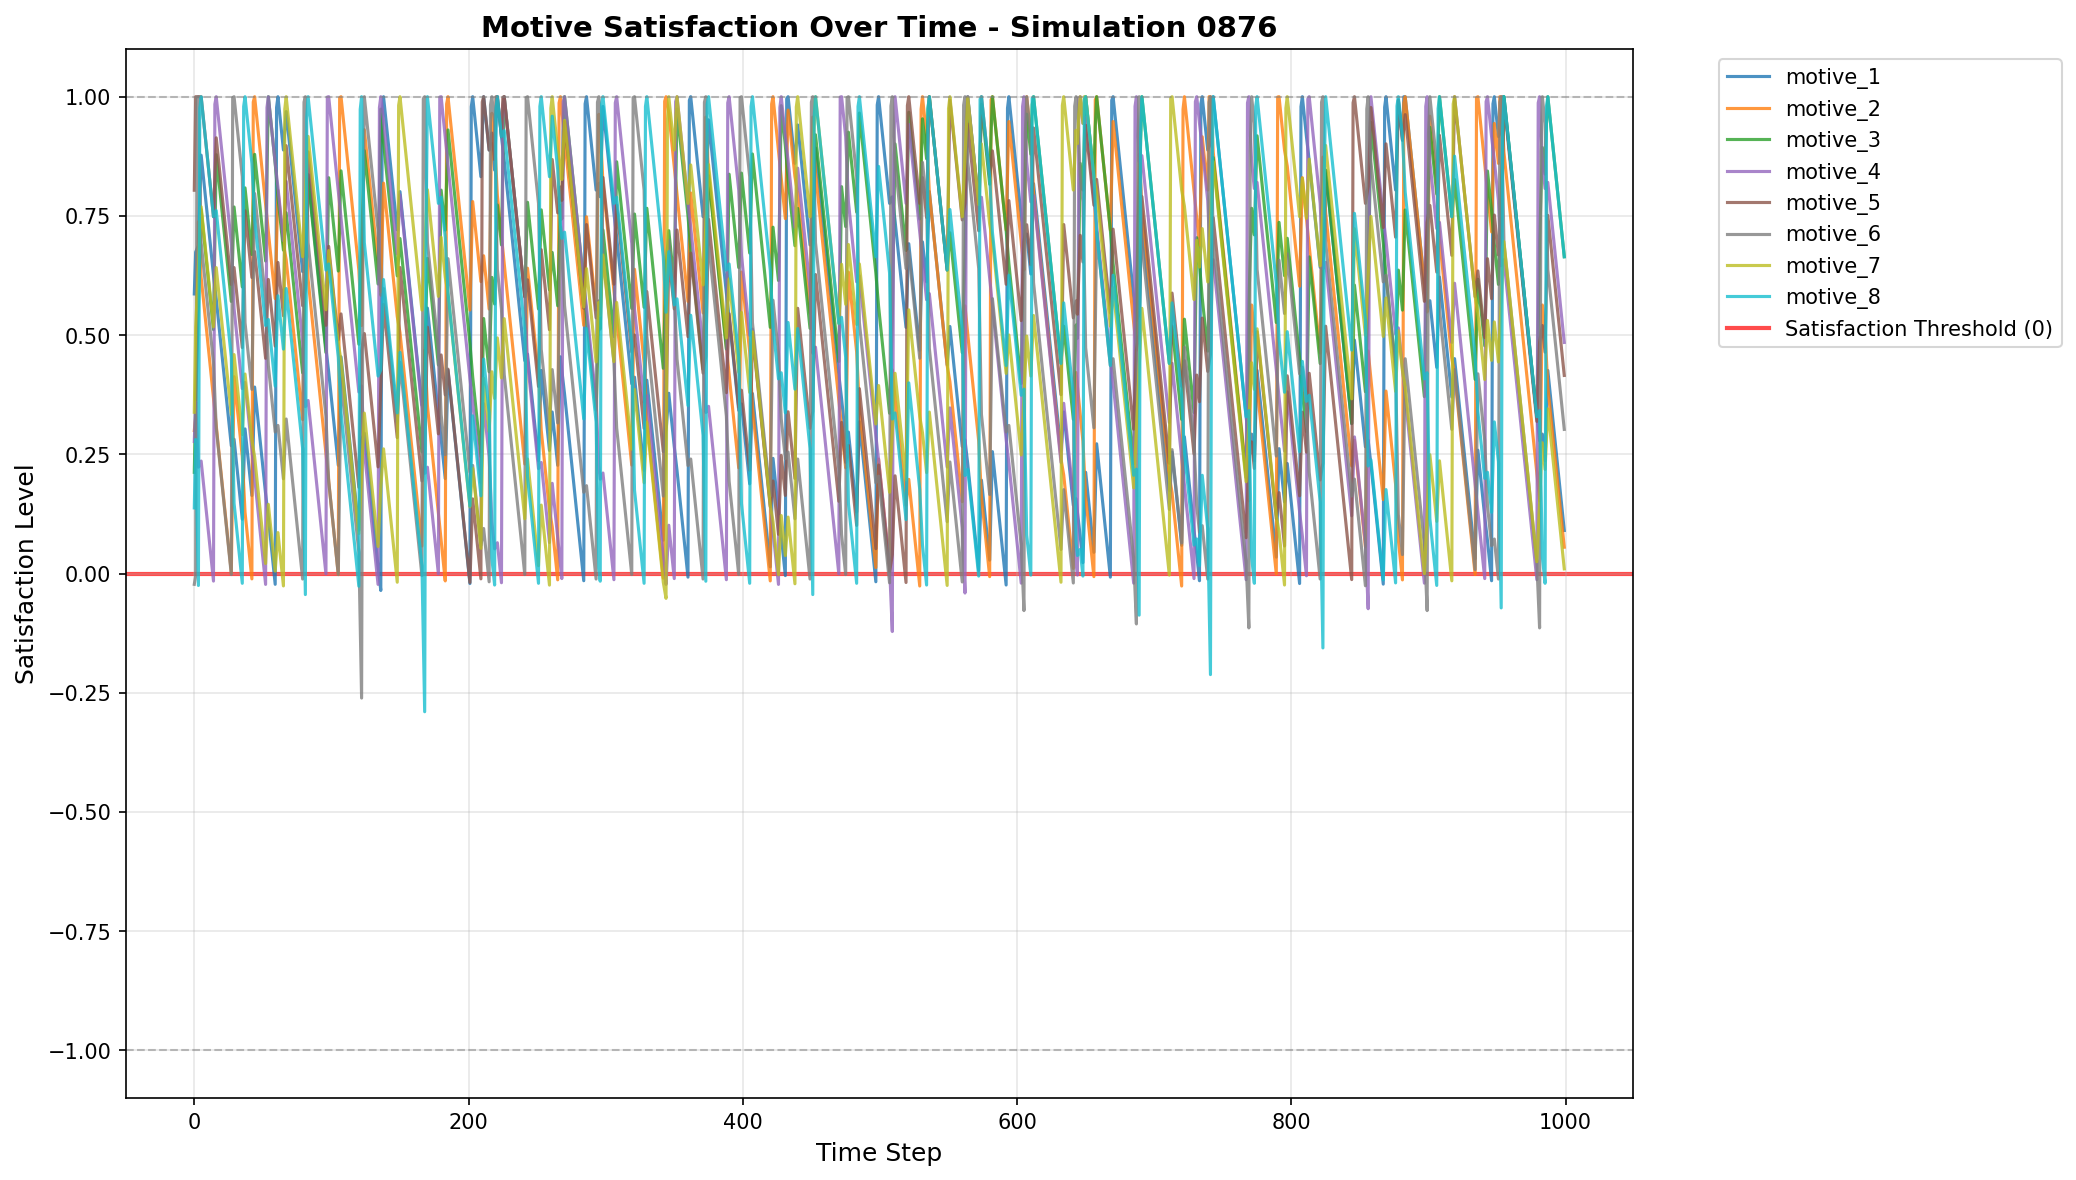 Motive Satisfaction Over Time - Simulation 0876
Satisfaction Level
1.00
0.75
0.50
0.25
0.00
−0.25
−0.50
−0.75
−1.00
0
200
400
600
800
1000
Time Step
motive_1
motive_2
motive_3
motive_4
motive_5
motive_6
motive_7
motive_8
Satisfaction Threshold (0)